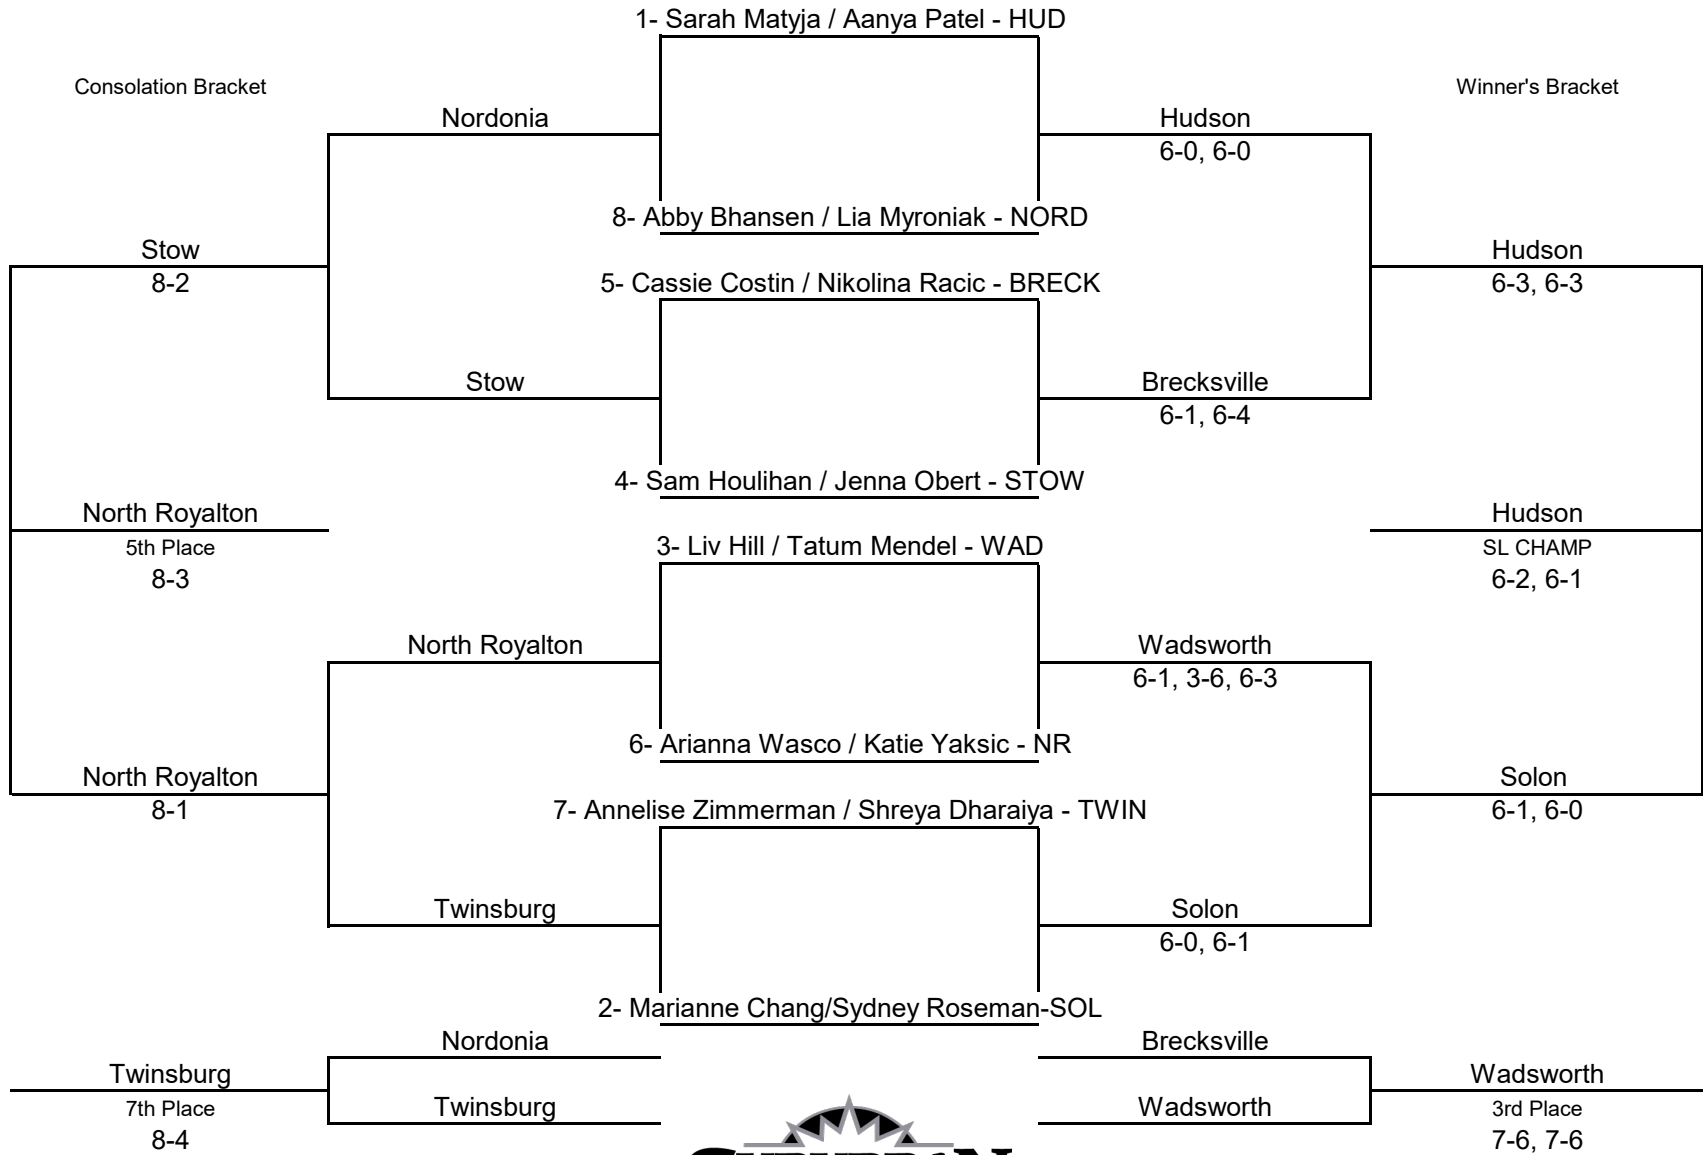 1- Sarah Matyja / Aanya Patel - HUD
Consolation Bracket
Winner's Bracket
Nordonia
Hudson
6-0, 6-0
8- Abby Bhansen / Lia Myroniak - NORD
Stow
8-2
Hudson
6-3, 6-3
5- Cassie Costin / Nikolina Racic - BRECK
Stow
Brecksville
6-1, 6-4
4- Sam Houlihan / Jenna Obert - STOW
North Royalton
5th Place
8-3
Hudson
SL CHAMP
6-2, 6-1
3- Liv Hill / Tatum Mendel - WAD
North Royalton
Wadsworth
6-1, 3-6, 6-3
6- Arianna Wasco / Katie Yaksic - NR
North Royalton
8-1
Solon
6-1, 6-0
7- Annelise Zimmerman / Shreya Dharaiya - TWIN
Twinsburg
Solon
6-0, 6-1
2- Marianne Chang/Sydney Roseman-SOL
Nordonia
Brecksville
Twinsburg
7th Place
8-4
Twinsburg
Wadsworth
Wadsworth
3rd Place
7-6, 7-6